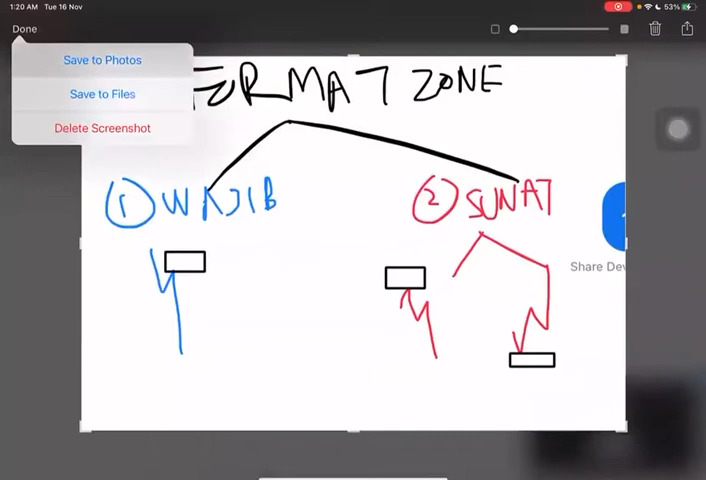 1:20 AM Tue 16 Nov
53%
Done
Save to Photos
Save to Files
Delete Screenshot
FORMAT ZONE
1 WAJIB
2 SUNAT
Share Dev